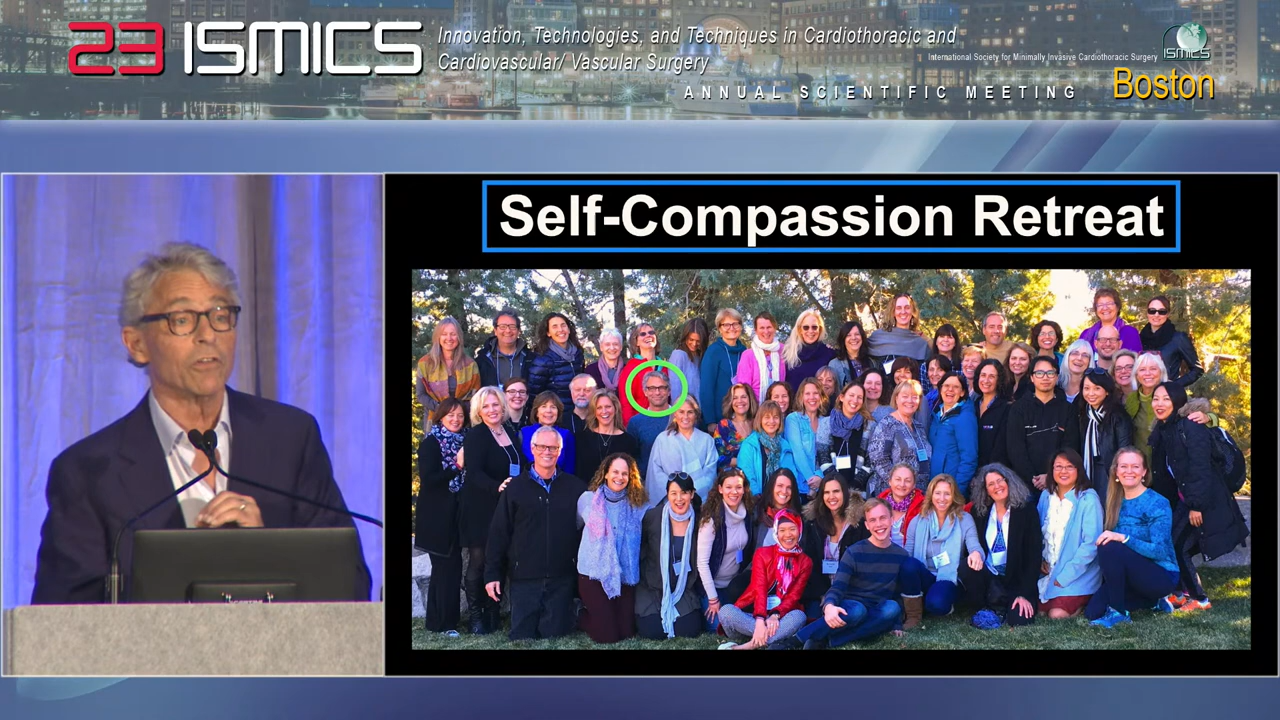 23 ISMICS
Innovation, Technologies, and Techniques in Cardiothoracic and
Cardiovascular/ Vascular Surgery
International Society for Minimally Invasive Cardiothoracic Surgery
ISMICS
ANNUAL SCIENTIFIC MEETING
Boston
Self-Compassion Retreat